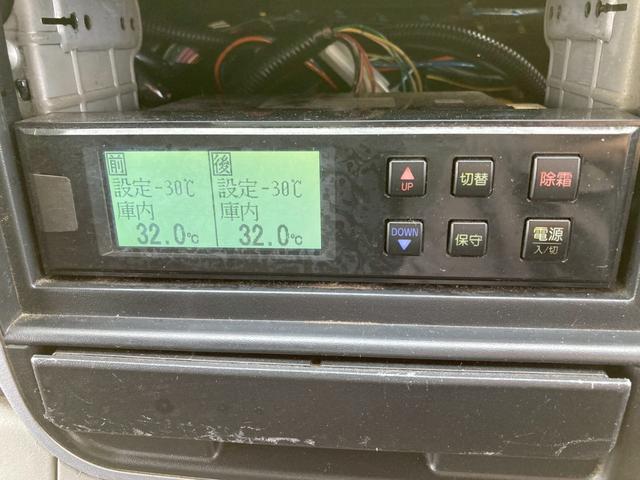 前 後
設定-30℃ 設定-30℃
庫内 庫内
32.0℃ 32.0℃
▲ 切替 除霜
UP
DOWN 保守 電源
▼ 入/切